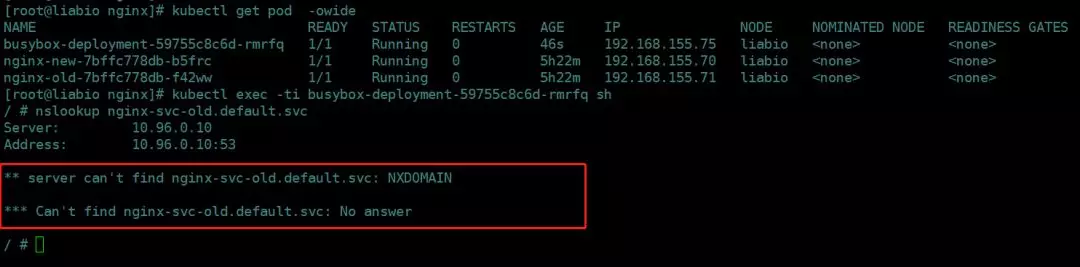 [root@liabio nginx]# kubectl get pod  -owide
NAME                                  READY   STATUS    RESTARTS   AGE     IP               NODE     NOMINATED NODE   READINESS GATES
busybox-deployment-59755c8c6d-rmrfq   1/1     Running   0          46s     192.168.155.75   liabio   <none>           <none>
nginx-new-7bffc778db-b5frc            1/1     Running   0          5h22m   192.168.155.70   liabio   <none>           <none>
nginx-old-7bffc778db-f42ww            1/1     Running   0          5h22m   192.168.155.71   liabio   <none>           <none>
[root@liabio nginx]# kubectl exec -ti busybox-deployment-59755c8c6d-rmrfq sh
/ # nslookup nginx-svc-old.default.svc
Server:         10.96.0.10
Address:        10.96.0.10:53
** server can't find nginx-svc-old.default.svc: NXDOMAIN
*** Can't find nginx-svc-old.default.svc: No answer
/ #